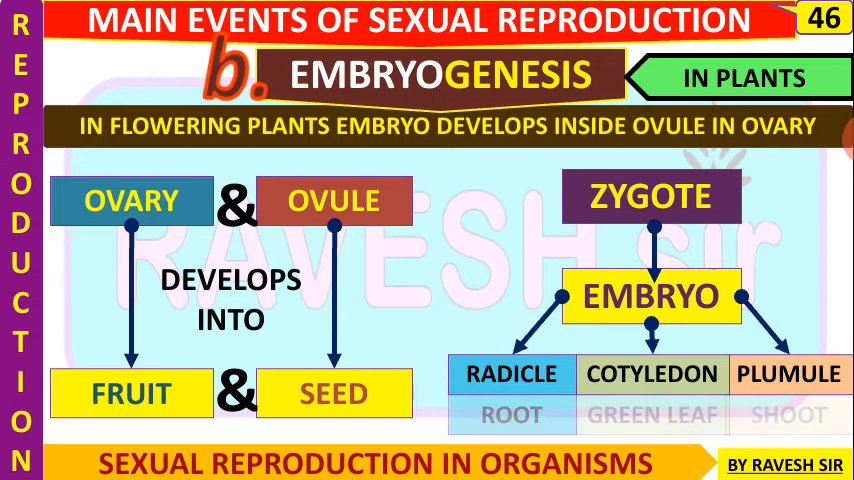 MAIN EVENTS OF SEXUAL REPRODUCTION
46
REPRODUCTION
b. EMBRYOGENESIS
IN PLANTS
IN FLOWERING PLANTS EMBRYO DEVELOPS INSIDE OVULE IN OVARY
OVARY & OVULE
ZYGOTE
DEVELOPS
INTO
EMBRYO
FRUIT & SEED
RADICLE COTYLEDON PLUMULE
ROOT GREEN LEAF SHOOT
RAVESH sir
SEXUAL REPRODUCTION IN ORGANISMS
BY RAVESH SIR